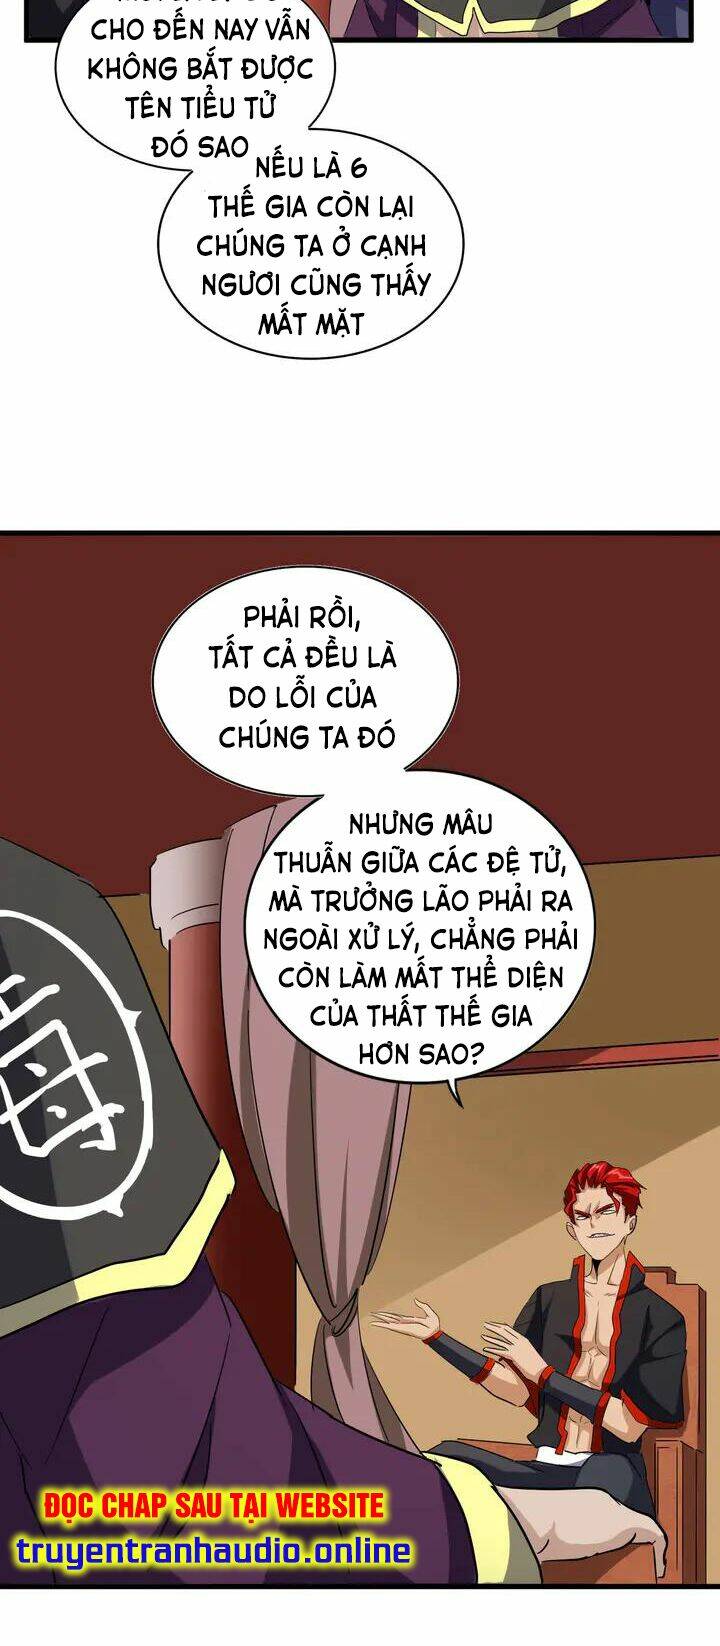 CHO ĐẾN NAY VẪN
KHÔNG BẮT ĐƯỢC
TÊN TIỂU TỬ
ĐÓ SAO
NẾU LÀ 6
THẾ GIA CÒN LẠI
CHÚNG TA Ở CẠNH
NGƯƠI CŨNG THẤY
MẤT MẶT
PHẢI RỒI,
TẤT CẢ ĐỀU LÀ
DO LỖI CỦA
CHÚNG TA ĐÓ
NHƯNG MÂU
THUẪN GIỮA CÁC ĐỆ TỬ,
MÀ TRƯỞNG LÃO PHẢI RA
NGOÀI XỬ LÝ, CHẲNG PHẢI
CÒN LÀM MẤT THỂ DIỆN
CỦA THẤT THẾ GIA
HƠN SAO?
毒
ĐỌC CHAP SAU TẠI WEBSITE
truyentranhaudio.online